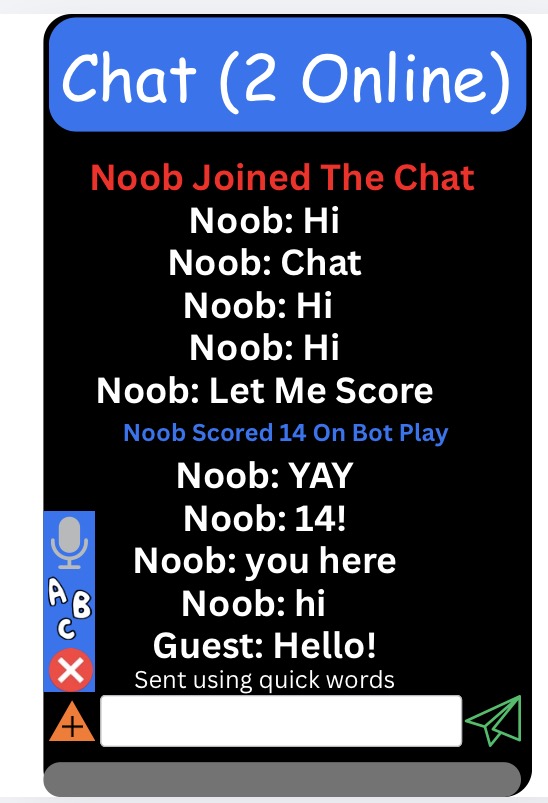 Chat (2 Online)
Noob Joined The Chat
Noob: Hi
Noob: Chat
Noob: Hi
Noob: Hi
Noob: Let Me Score
Noob Scored 14 On Bot Play
Noob: YAY
Noob: 14!
Noob: you here
Noob: hi
Guest: Hello!
Sent using quick words
A
B
C